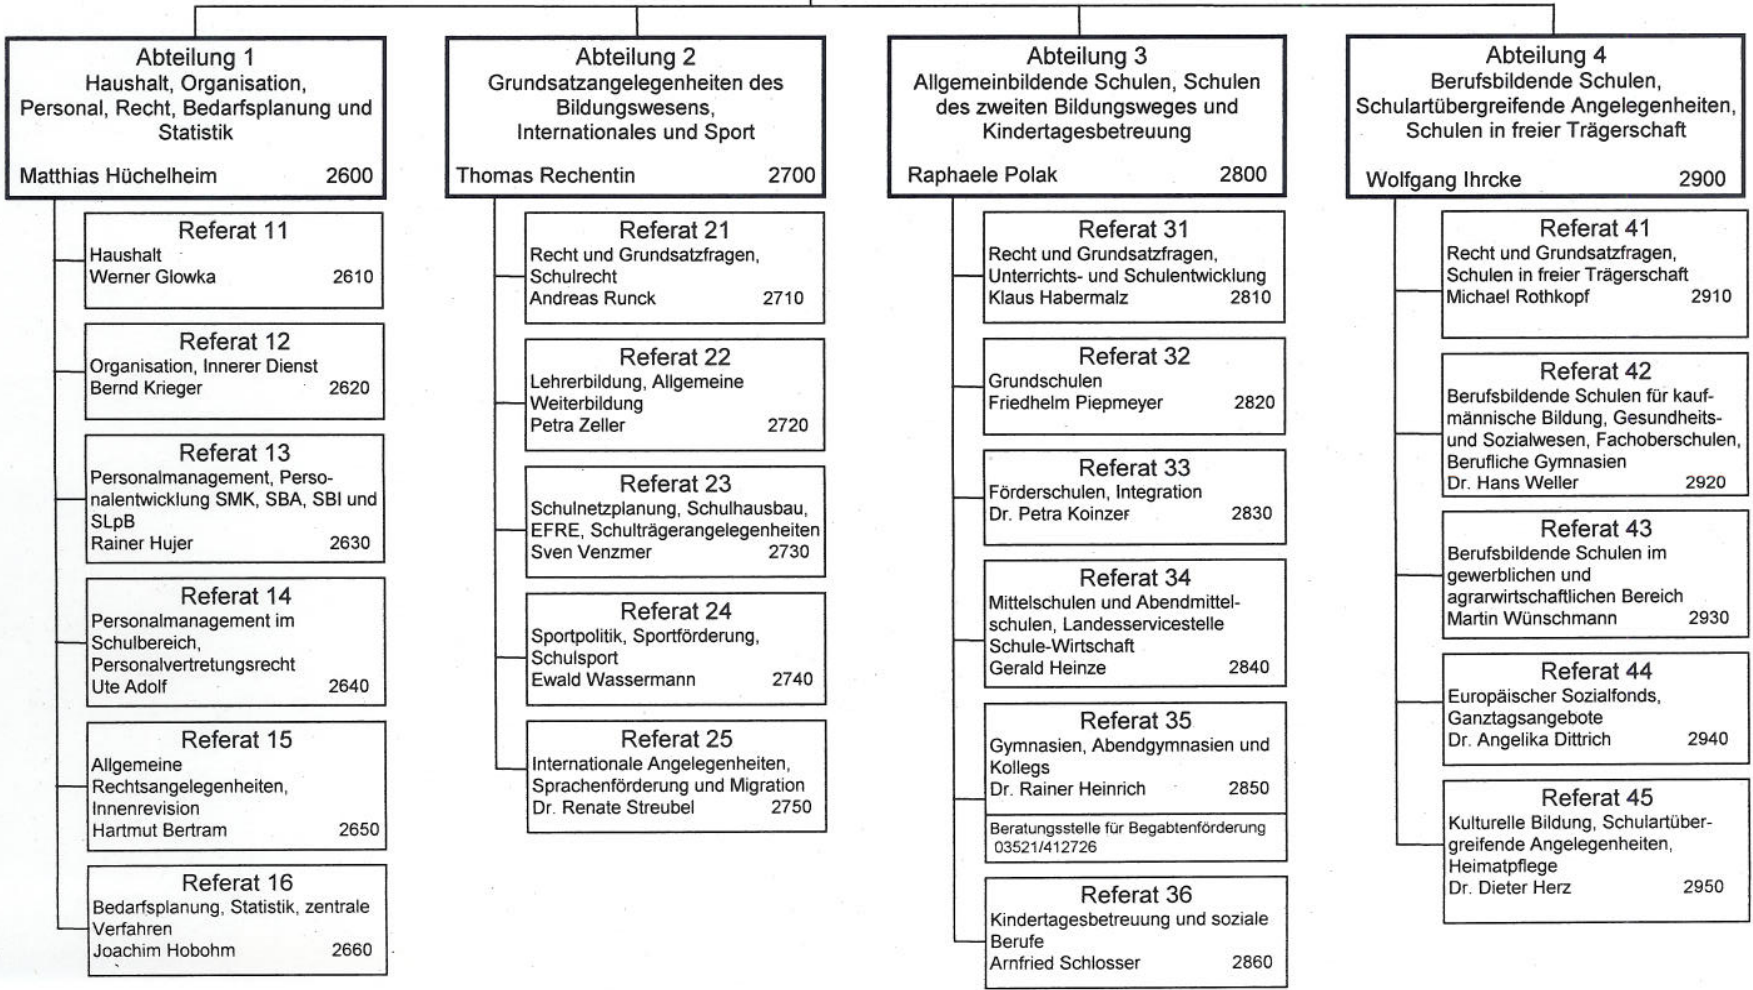 Abteilung 1
Haushalt, Organisation,
Personal, Recht, Bedarfsplanung und
Statistik
Matthias Hüchelheim 2600
Referat 11
Haushalt
Werner Glowka 2610
Referat 12
Organisation, Innerer Dienst
Bernd Krieger 2620
Referat 13
Personalmanagement, Perso-
nalentwicklung SMK, SBA, SBI und
SLpB
Rainer Hujer 2630
Referat 14
Personalmanagement im
Schulbereich,
Personalvertretungsrecht
Ute Adolf 2640
Referat 15
Allgemeine
Rechtsangelegenheiten,
Innenrevision
Hartmut Bertram 2650
Referat 16
Bedarfsplanung, Statistik, zentrale
Verfahren
Joachim Hobohm 2660
Abteilung 2
Grundsatzangelegenheiten des
Bildungswesens,
Internationales und Sport
Thomas Rechentin 2700
Referat 21
Recht und Grundsatzfragen,
Schulrecht
Andreas Runck 2710
Referat 22
Lehrerbildung, Allgemeine
Weiterbildung
Petra Zeller 2720
Referat 23
Schulnetzplanung, Schulhausbau,
EFRE, Schulträgerangelegenheiten
Sven Venzmer 2730
Referat 24
Sportpolitik, Sportförderung,
Schulsport
Ewald Wassermann 2740
Referat 25
Internationale Angelegenheiten,
Sprachenförderung und Migration
Dr. Renate Streubel 2750
Abteilung 3
Allgemeinbildende Schulen, Schulen
des zweiten Bildungsweges und
Kindertagesbetreuung
Raphaele Polak 2800
Referat 31
Recht und Grundsatzfragen,
Unterrichts- und Schulentwicklung
Klaus Habermalz 2810
Referat 32
Grundschulen
Friedhelm Piepmeyer 2820
Referat 33
Förderschulen, Integration
Dr. Petra Koinzer 2830
Referat 34
Mittelschulen und Abendmittel-
schulen, Landesservicestelle
Schule-Wirtschaft
Gerald Heinze 2840
Referat 35
Gymnasien, Abendgymnasien und
Kollegs
Dr. Rainer Heinrich 2850
Beratungsstelle für Begabtenförderung
03521/412726
Referat 36
Kindertagesbetreuung und soziale
Berufe
Arnfried Schlosser 2860
Abteilung 4
Berufsbildende Schulen,
Schulartübergreifende Angelegenheiten,
Schulen in freier Trägerschaft
Wolfgang Ihrcke 2900
Referat 41
Recht und Grundsatzfragen,
Schulen in freier Trägerschaft
Michael Rothkopf 2910
Referat 42
Berufsbildende Schulen für kauf-
männische Bildung, Gesundheits-
und Sozialwesen, Fachoberschulen,
Berufliche Gymnasien
Dr. Hans Weller 2920
Referat 43
Berufsbildende Schulen im
gewerblichen und
agrarwirtschaftlichen Bereich
Martin Wünschmann 2930
Referat 44
Europäischer Sozialfonds,
Ganztagsangebote
Dr. Angelika Dittrich 2940
Referat 45
Kulturelle Bildung, Schulartüber-
greifende Angelegenheiten,
Heimatpflege
Dr. Dieter Herz 2950